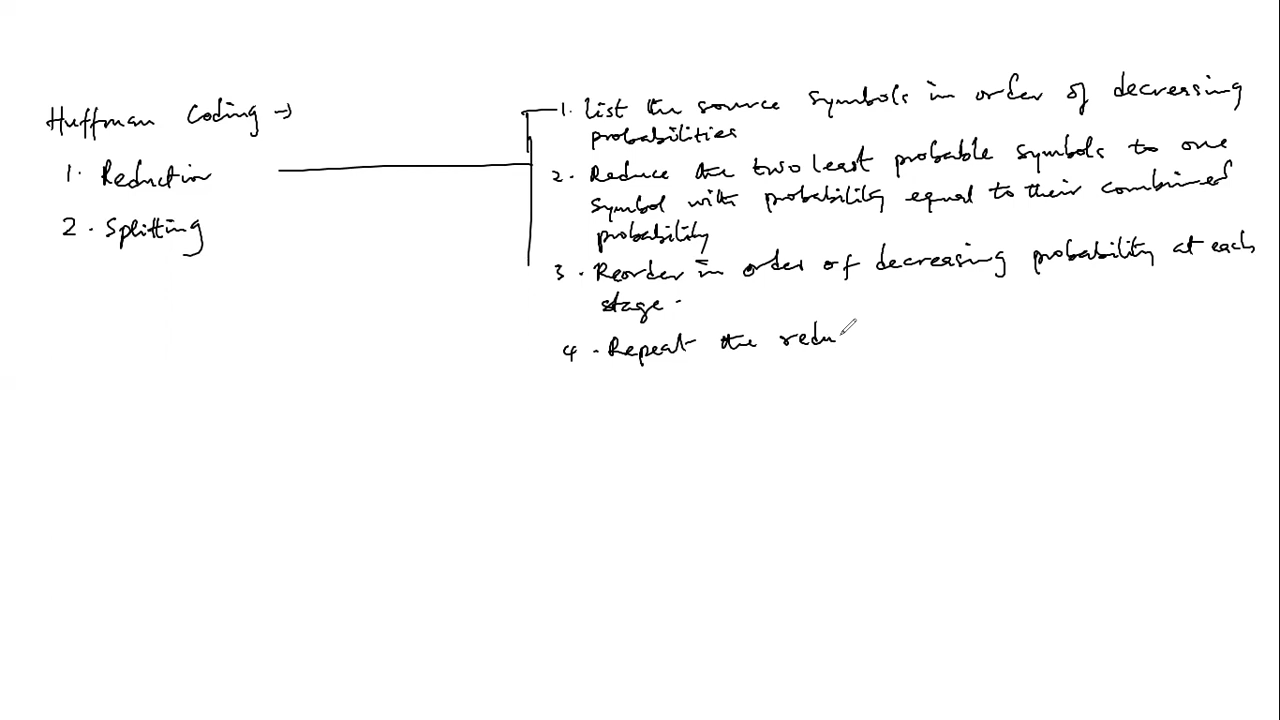 Huffman Coding →
1. Reduction
2. Splitting
1. List the source symbols in order of decreasing
probabilities
2. Reduce the two least probable symbols to one
symbol with probability equal to their combined
probability
3. Reorder in order of decreasing probability at each
stage.
4. Repeat the redu